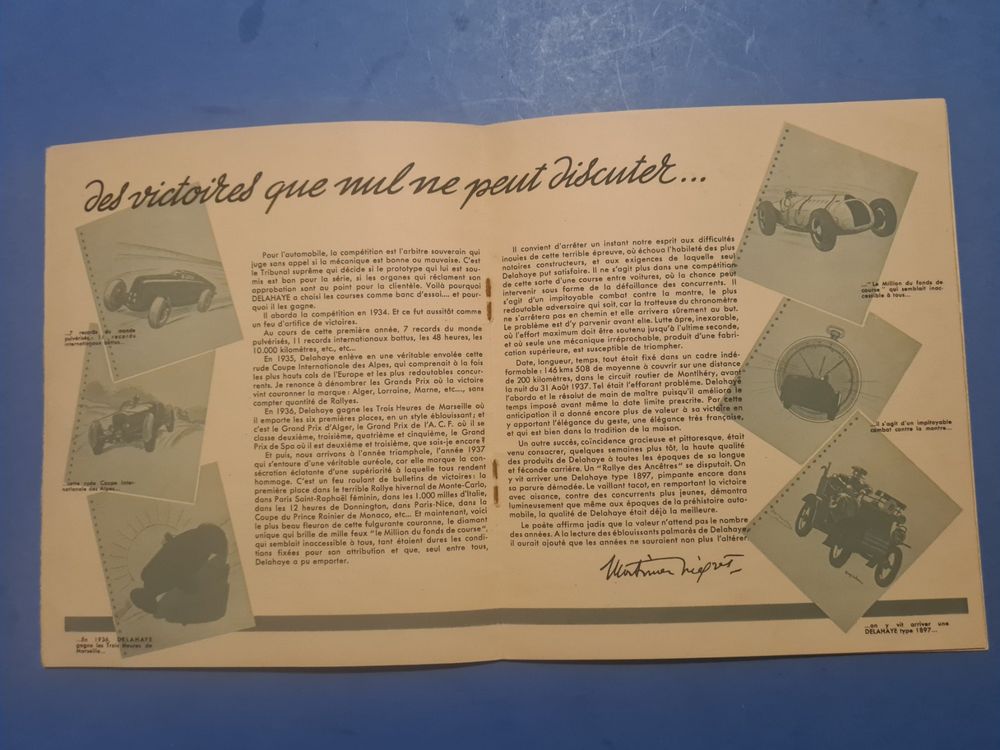 des victoires que nul ne peut discuter...
Pour l'automobile, la compétition est l'arbitre souverain qui
juge sans appel si la mécanique est bonne ou mauvaise. C'est
le Tribunal suprême qui décide si le prototype qui lui est sou-
mis est bon pour la série, si les organes qui réclament son
approbation sont au point pour la clientèle. Voilà pourquoi
DELAHAYE a choisi les courses comme banc d'essai.... et pour-
quoi il les gagne.
Il aborda la compétition en 1934. Et ce fut aussitôt comme
un feu d'artifice de victoires.
Au cours de cette première année, 7 records du monde
pulvérisés, 11 records internationaux battus, les 48 heures, les
10.000 kilomètres, etc., etc...
En 1935, Delahaye enlève en une véritable envolée cette
rude Coupe Internationale des Alpes, qui comprenait à la fois
les plus hauts cols de l'Europe et les plus redoutables concur-
rents. Je renonce à dénombrer les Grands Prix où la victoire
vint couronner la marque : Alger, Lorraine, Marne, etc..., sans
compter quantité de Rallyes.
En 1936, Delahaye gagne les Trois Heures de Marseille où
il emporte les six premières places, en un style éblouissant ; et
c'est le Grand Prix d'Alger, le Grand Prix de l'A.C.F. où il se
classe deuxième, troisième, quatrième et cinquième, le Grand
Prix de Spa où il est deuxième et troisième, que sais-je encore ?
Et puis, nous arrivons à l'année triomphale, l'année 1937
qui s'entoure d'une véritable auréole, car elle marque la con-
sécration éclatante d'une supériorité à laquelle tous rendent
hommage. C'est un feu roulant de bulletins de victoires : la
première place dans le terrible Rallye hivernal de Monte-Carlo,
dans Paris Saint-Raphaël féminin, dans les 1.000 milles d'Italie,
dans les 12 heures de Donnington, dans Paris-Nice, dans la
Coupe du Prince Rainier de Monaco, etc... Et maintenant, voici
le plus beau fleuron de cette fulgurante couronne, le diamant
unique qui brille de mille feux "le Million du fonds de course",
qui semblait inaccessible à tous, tant étaient dures les condi-
tions fixées pour son attribution et que, seul entre tous,
Delahaye a pu emporter.
Il convient d'arrêter un instant notre esprit aux difficultés
inouïes de cette terrible épreuve, où échoua l'habileté des plus
notoires constructeurs, et aux exigences de laquelle seul
Delahaye put satisfaire. Il ne s'agit plus dans une compétition
de cette sorte d'une course entre voitures, où la chance peut
intervenir sous forme de la défaillance des concurrents. Il
s'agit d'un impitoyable combat contre la montre, le plus
redoutable adversaire qui soit, car la trotteuse du chronomètre
ne s'arrêtera pas en chemin et elle arrivera sûrement au but.
Le problème est d'y parvenir avant elle. Lutte âpre, inexorable,
où l'effort maximum doit être soutenu jusqu'à l'ultime seconde,
et où seule une mécanique irréprochable, produit d'une fabri-
cation supérieure, est susceptible de triompher.
Date, longueur, temps, tout était fixé dans un cadre indé-
formable : 146 kms 508 de moyenne à couvrir sur une distance
de 200 kilomètres, dans le circuit routier de Montlhéry, avant
la nuit du 31 Août 1937. Tel était l'effarant problème. Delahaye
l'aborda et le résolut de main de maître puisqu'il améliora le
temps imposé avant même la date limite prescrite. Par cette
anticipation il a donné encore plus de valeur à sa victoire en
y apportant l'élégance du geste, une élégance très française,
et qui est bien dans la tradition de la maison.
Un autre succès, coïncidence gracieuse et pittoresque, était
venu consacrer, quelques semaines plus tôt, la haute qualité
des produits de Delahaye à toutes les époques de sa longue
et féconde carrière. Un "Rallye des Ancêtres" se disputait. On
y vit arriver une Delahaye type 1897, pimpante encore dans
sa parure démodée. Le vaillant tacot, en remportant la victoire
avec aisance, contre des concurrents plus jeunes, démontra
lumineusement que même aux époques de la préhistoire auto-
mobile, la qualité de Delahaye était déjà la meilleure.
Le poète affirma jadis que la valeur n'attend pas le nombre
des années. A la lecture des éblouissants palmarès de Delahaye,
il aurait ajouté que les années ne sauraient non plus l'altérer.
...7 records du monde
pulvérisés, 11 records
internationaux battus...
...cette rude Coupe Inter-
nationale des Alpes...
...En 1936, DELAHAYE
gagne les Trois Heures de
Marseille...
..."Le Million du fonds de
course" qui semblait inac-
cessible à tous...
...il s'agit d'un impitoyable
combat contre la montre...
...on y vit arriver une
DELAHAYE type 1897...